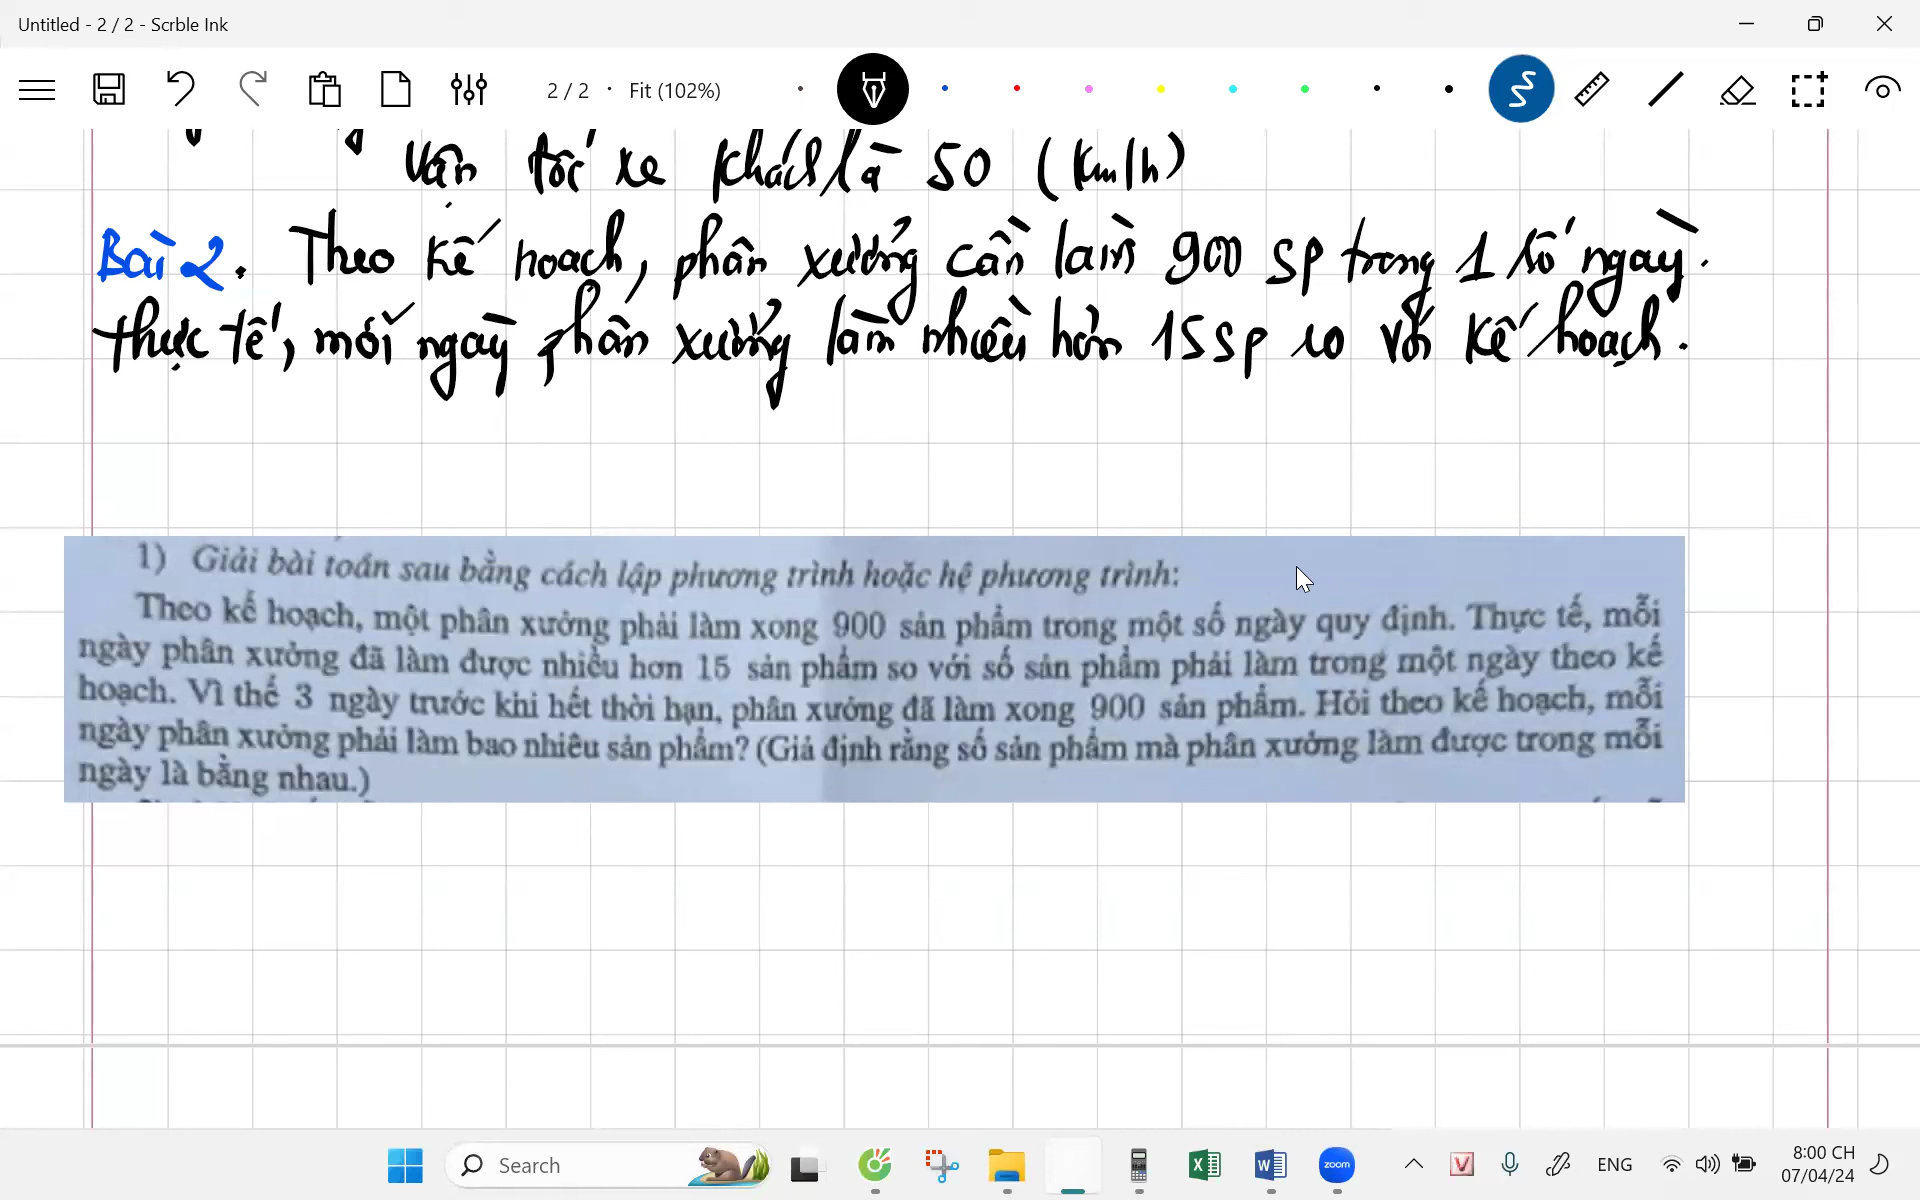 Untitled - 2 / 2 - Scrble Ink
2 / 2 · Fit (102%)
Vận tốc xe khách là 50 (km/h)
Bài 2. Theo kế hoạch, phân xưởng cần làm 900 sp trong 1 số ngày.
thực tế, mỗi ngày phân xưởng làm nhiều hơn 15 sp so với kế hoạch.
1) Giải bài toán sau bằng cách lập phương trình hoặc hệ phương trình:
Theo kế hoạch, một phân xưởng phải làm xong 900 sản phẩm trong một số ngày quy định. Thực tế, mỗi
ngày phân xưởng đã làm được nhiều hơn 15 sản phẩm so với số sản phẩm phải làm trong một ngày theo kế
hoạch. Vì thế 3 ngày trước khi hết thời hạn, phân xưởng đã làm xong 900 sản phẩm. Hỏi theo kế hoạch, mỗi
ngày phân xưởng phải làm bao nhiêu sản phẩm? (Giả định rằng số sản phẩm mà phân xưởng làm được trong mỗi
ngày là bằng nhau.)
Search
zoom
ENG
8:00 CH
07/04/24